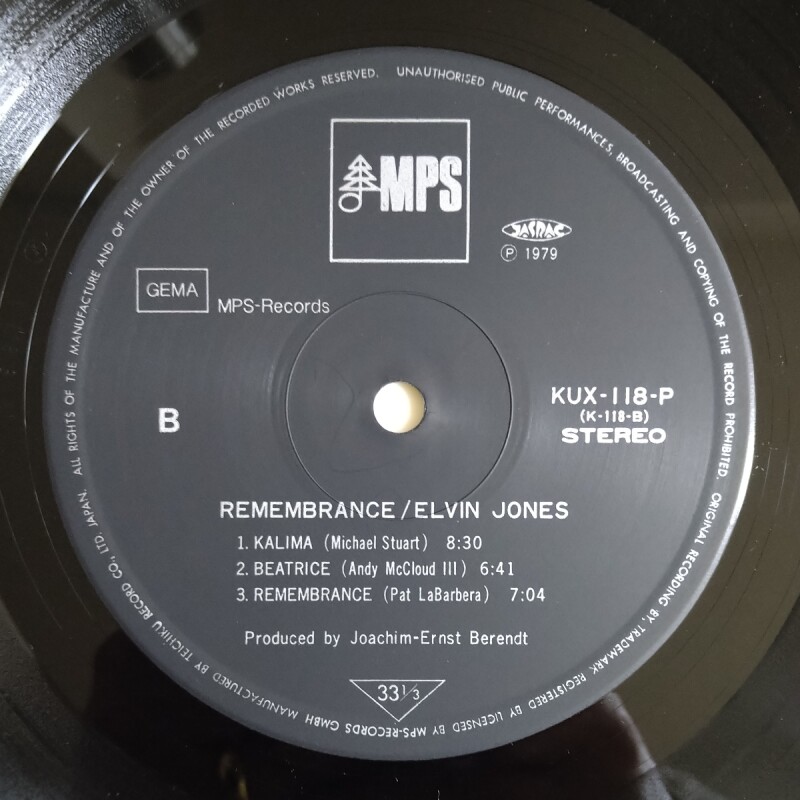 ALL RIGHTS OF THE MANUFACTURE AND OF THE OWNER OF THE RECORDED WORKS RESERVED. UNAUTHORISED PUBLIC PERFORMANCES, BROADCASTING AND COPYING OF THE RECORD PROHIBITED. ORIGINAL RECORDING BY, TRADEMARK REGISTERED BY LICENSED BY MPS-RECORDS GMBH MANUFACTURED BY TEICHIKU RECORD CO., LTD. JAPAN.
MPS
JASRAC
Ⓟ 1979
GEMA
MPS-Records
B
KUX-118-P
(K-118-B)
STEREO
REMEMBRANCE/ELVIN JONES
1. KALIMA (Michael Stuart) 8:30
2. BEATRICE (Andy McCloud III) 6:41
3. REMEMBRANCE (Pat LaBarbera) 7:04
Produced by Joachim-Ernst Berendt
33 1/3